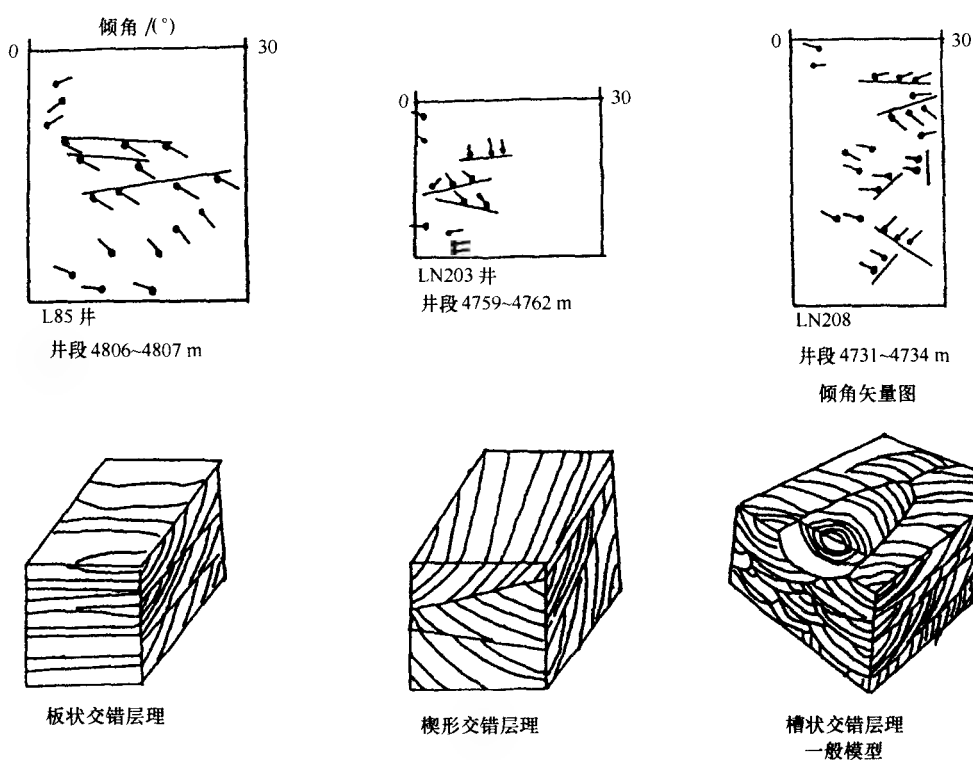 倾角 /(°)
0
30
L85 井
井段 4806~4807 m
0
30
LN203 井
井段 4759~4762 m
0
30
LN208
井段 4731~4734 m
倾角矢量图
板状交错层理
楔形交错层理
槽状交错层理
一般模型